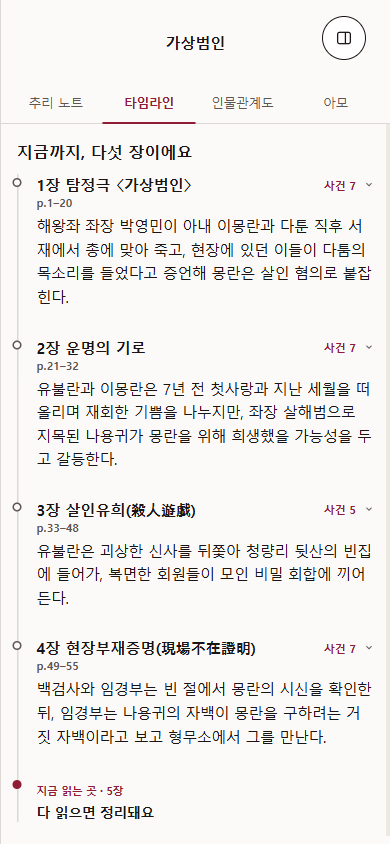 가상범인
추리 노트
타임라인
인물관계도
아모
지금까지, 다섯 장이에요
1장 탐정극 〈가상범인〉
사건 7
p.1–20
해왕좌 좌장 박영민이 아내 이몽란과 다툰 직후 서
재에서 총에 맞아 죽고, 현장에 있던 이들이 다툼의
목소리를 들었다고 증언해 몽란은 살인 혐의로 붙잡
힌다.
2장 운명의 기로
사건 7
p.21–32
유불란과 이몽란은 7년 전 첫사랑과 지난 세월을 떠
올리며 재회한 기쁨을 나누지만, 좌장 살해범으로
지목된 나용귀가 몽란을 위해 희생했을 가능성을 두
고 갈등한다.
3장 살인유희(殺人遊戱)
사건 5
p.33–48
유불란은 괴상한 신사를 뒤쫓아 청량리 뒷산의 빈집
에 들어가, 복면한 회원들이 모인 비밀 회합에 끼어
든다.
4장 현장부재증명(現場不在證明)
사건 7
p.49–55
백검사와 임경부는 빈 절에서 몽란의 시신을 확인한
뒤, 임경부는 나용귀의 자백이 몽란을 구하려는 거
짓 자백이라고 보고 형무소에서 그를 만난다.
지금 읽는 곳 · 5장
다 읽으면 정리돼요